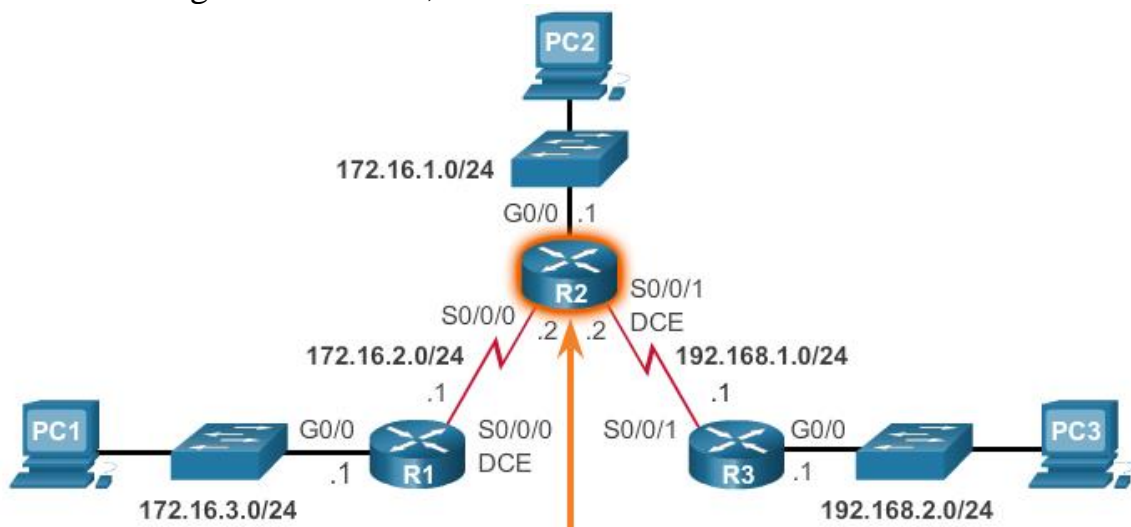 PC2
172.16.1.0/24
G0/0 .1
R2
S0/0/1
DCE
S0/0/0
.2 .2
172.16.2.0/24
192.168.1.0/24
.1
.1
PC1
G0/0
.1
R1
S0/0/0
DCE
S0/0/1
R3
G0/0
.1
PC3
172.16.3.0/24
192.168.2.0/24